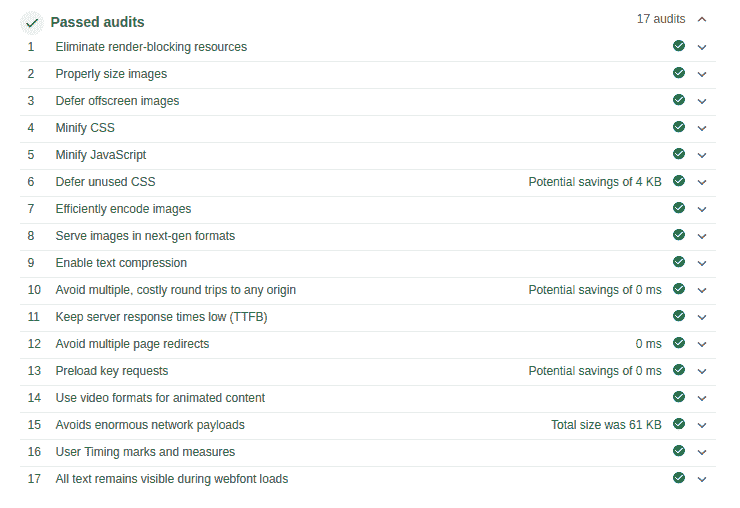 Passed audits 17 audits
1 Eliminate render-blocking resources
2 Properly size images
3 Defer offscreen images
4 Minify CSS
5 Minify JavaScript
6 Defer unused CSS Potential savings of 4 KB
7 Efficiently encode images
8 Serve images in next-gen formats
9 Enable text compression
10 Avoid multiple, costly round trips to any origin Potential savings of 0 ms
11 Keep server response times low (TTFB)
12 Avoid multiple page redirects 0 ms
13 Preload key requests Potential savings of 0 ms
14 Use video formats for animated content
15 Avoids enormous network payloads Total size was 61 KB
16 User Timing marks and measures
17 All text remains visible during webfont loads